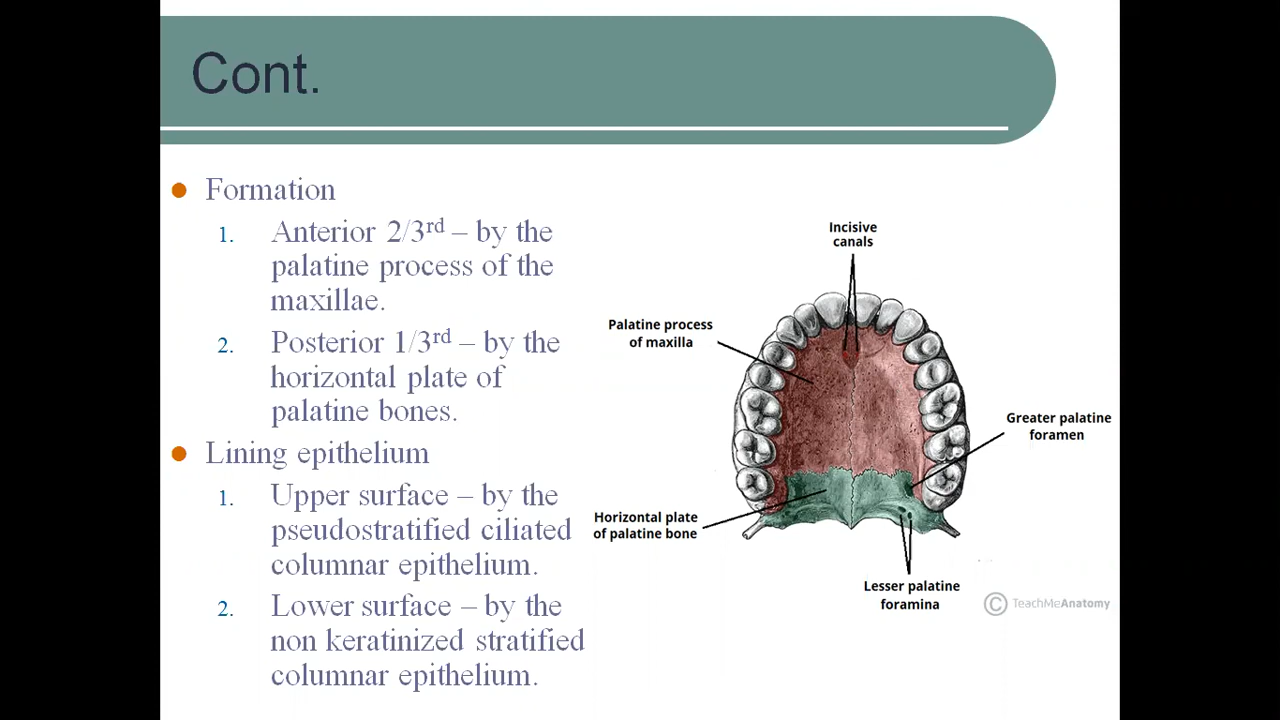 Cont.
Formation
1. Anterior 2/3rd – by the
palatine process of the
maxillae.
2. Posterior 1/3rd – by the
horizontal plate of
palatine bones.
Lining epithelium
1. Upper surface – by the
pseudostratified ciliated
columnar epithelium.
2. Lower surface – by the
non keratinized stratified
columnar epithelium.
Incisive
canals
Palatine process
of maxilla
Greater palatine
foramen
Horizontal plate
of palatine bone
Lesser palatine
foramina
© TeachMeAnatomy